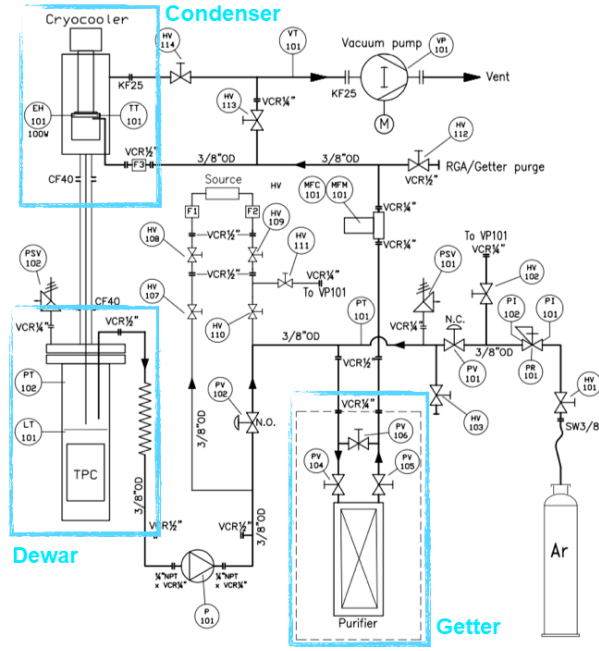 Condenser
Cryocooler
HV
114
VT
101
Vacuum pump
VP
101
KF25
KF25
Vent
M
EH
101
100W
TT
101
HV
113
VCR¼"
HV
112
VCR½"
F3
3/8"OD
3/8"OD
VCR½"
RGA/Getter purge
CF40
Source
HV
MFC
101
MFM
101
VCR¼"
F1
F2
HV
109
HV
108
VCR½"
HV
111
VCR¼"
To VP101
VCR¼"
PSV
102
VCR½"
VCR¼"
To VP101
PSV
101
HV
102
HV
107
CF40
VCR¼"
VCR½"
HV
110
PT
101
N.C.
PI
102
PI
101
3/8"OD
VCR¼"
3/8"OD
PV
101
PR
101
PT
102
PV
102
N.O.
VCR½"
VCR¼"
HV
103
HV
101
SW3/8
LT
101
3/8"OD
PV
106
PV
104
PV
105
TPC
3/8"OD
VCR½"
VCR½"
3/8"OD
Ar
Dewar
¼"NPT
× VCR¼"
¼"NPT
× VCR¼"
P
101
Purifier
Getter